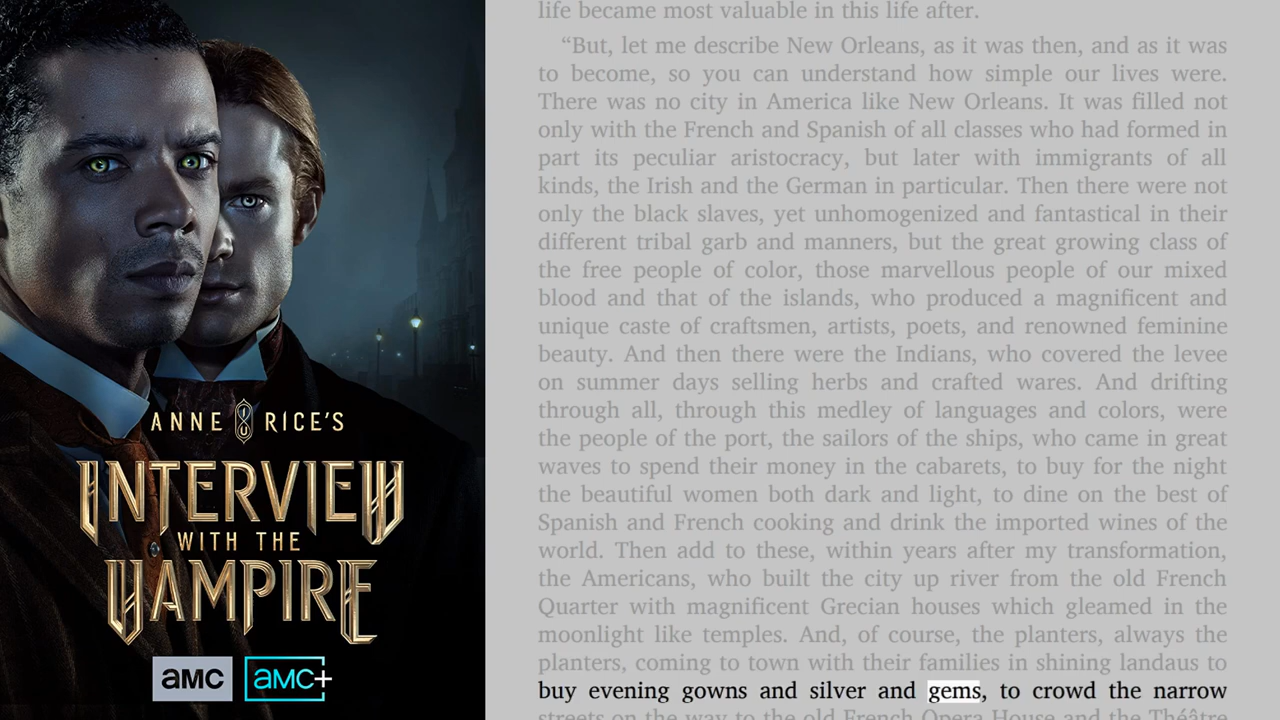 ANNE RICE'S
INTERVIEW
WITH THE
VAMPIRE
aMC
aMC+
life became most valuable in this life after.
“But, let me describe New Orleans, as it was then, and as it was
to become, so you can understand how simple our lives were.
There was no city in America like New Orleans. It was filled not
only with the French and Spanish of all classes who had formed in
part its peculiar aristocracy, but later with immigrants of all
kinds, the Irish and the German in particular. Then there were not
only the black slaves, yet unhomogenized and fantastical in their
different tribal garb and manners, but the great growing class of
the free people of color, those marvellous people of our mixed
blood and that of the islands, who produced a magnificent and
unique caste of craftsmen, artists, poets, and renowned feminine
beauty. And then there were the Indians, who covered the levee
on summer days selling herbs and crafted wares. And drifting
through all, through this medley of languages and colors, were
the people of the port, the sailors of the ships, who came in great
waves to spend their money in the cabarets, to buy for the night
the beautiful women both dark and light, to dine on the best of
Spanish and French cooking and drink the imported wines of the
world. Then add to these, within years after my transformation,
the Americans, who built the city up river from the old French
Quarter with magnificent Grecian houses which gleamed in the
moonlight like temples. And, of course, the planters, always the
planters, coming to town with their families in shining landaus to
buy evening gowns and silver and gems, to crowd the narrow
streets on the way to the old French Opera House and the Théâtre